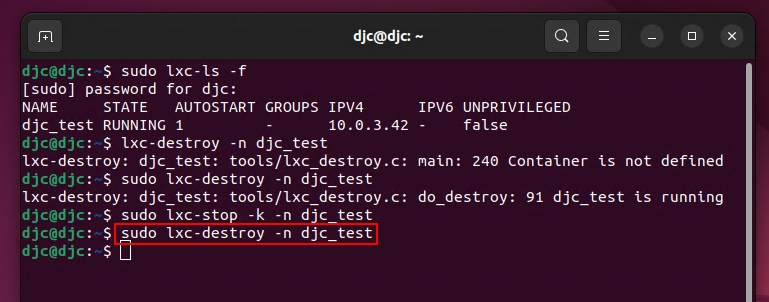 djc@djc: ~
djc@djc:~$ sudo lxc-ls -f
[sudo] password for djc:
NAME     STATE   AUTOSTART GROUPS IPV4      IPV6 UNPRIVILEGED
djc_test RUNNING 1         -      10.0.3.42 -    false
djc@djc:~$ lxc-destroy -n djc_test
lxc-destroy: djc_test: tools/lxc_destroy.c: main: 240 Container is not defined
djc@djc:~$ sudo lxc-destroy -n djc_test
lxc-destroy: djc_test: tools/lxc_destroy.c: do_destroy: 91 djc_test is running
djc@djc:~$ sudo lxc-stop -k -n djc_test
djc@djc:~$ sudo lxc-destroy -n djc_test
djc@djc:~$